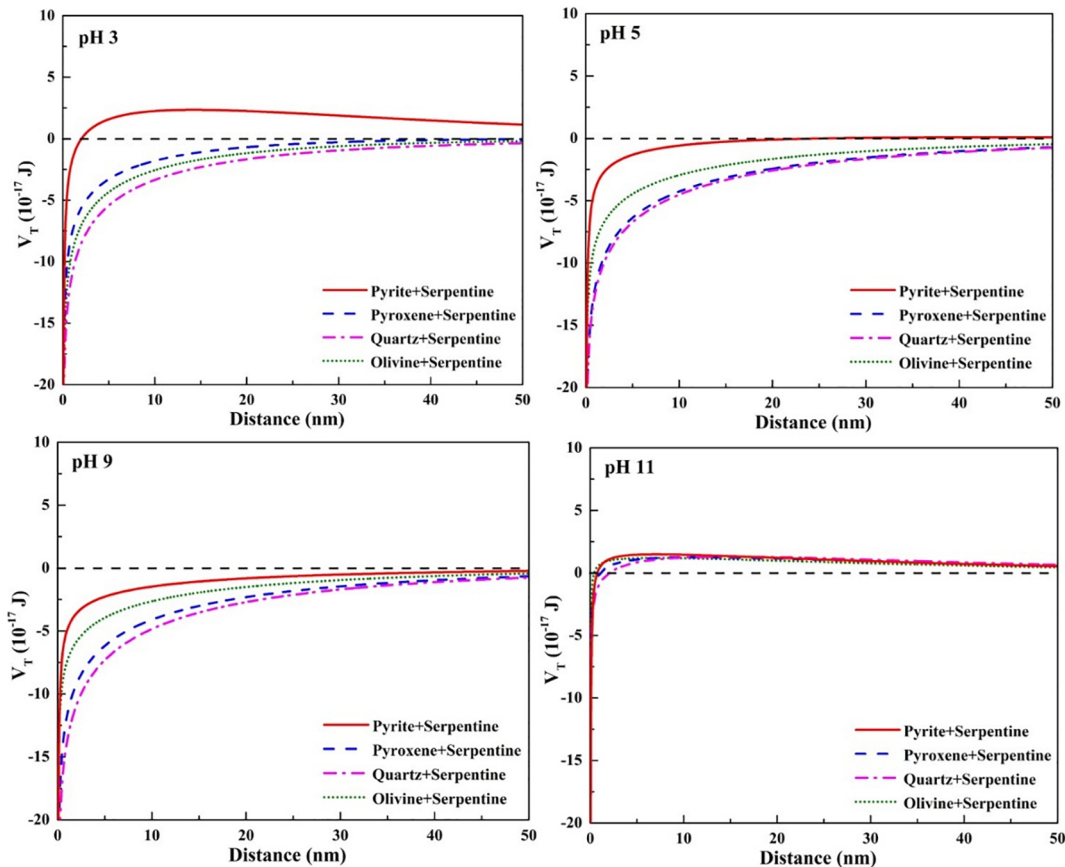 pH 3
10
5
0
-5
-10
-15
-20
V_T (10^-17 J)
Pyrite+Serpentine
Pyroxene+Serpentine
Quartz+Serpentine
Olivine+Serpentine
0 10 20 30 40 50
Distance (nm)
pH 5
10
5
0
-5
-10
-15
-20
V_T (10^-17 J)
Pyrite+Serpentine
Pyroxene+Serpentine
Quartz+Serpentine
Olivine+Serpentine
0 10 20 30 40 50
Distance (nm)
pH 9
10
5
0
-5
-10
-15
-20
V_T (10^-17 J)
Pyrite+Serpentine
Pyroxene+Serpentine
Quartz+Serpentine
Olivine+Serpentine
0 10 20 30 40 50
Distance (nm)
pH 11
10
5
0
-5
-10
-15
-20
V_T (10^-17 J)
Pyrite+Serpentine
Pyroxene+Serpentine
Quartz+Serpentine
Olivine+Serpentine
0 10 20 30 40 50
Distance (nm)